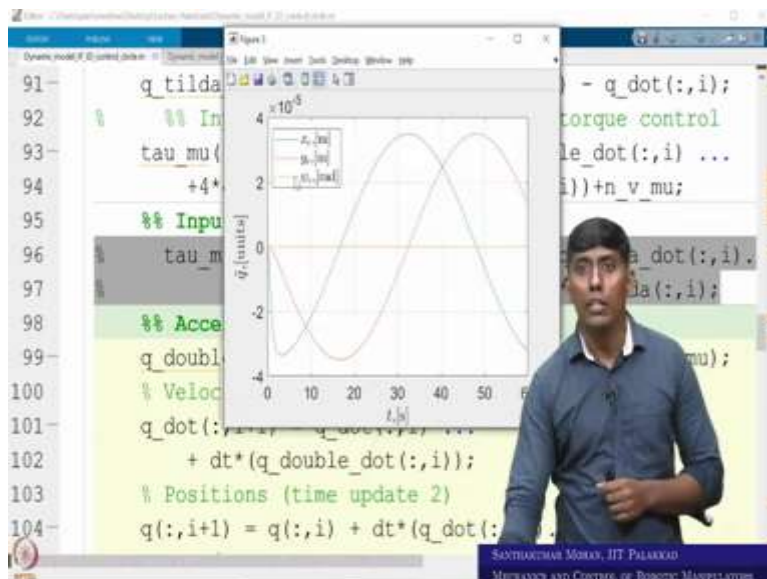 Figure 3
File Edit View Insert Tools Desktop Window Help
91 q_tilda - q_dot(:,i);
92 % %% In torque control
93 tau_mu( le_dot(:,i) ...
94 +4* i))+n_v_mu;
95 %% Inpu
96 % tau_m a_dot(:,i).
97 % da(:,i);
98 %% Acce
99 q_doubl mu);
100 % Veloc
101 q_dot(:,i+1) = q_dot(:,i) ...
102 + dt*(q_double_dot(:,i));
103 % Positions (time update 2)
104 q(:,i+1) = q(:,i) + dt*(q_dot(:,
×10⁻⁵
4
2
0
-2
-4
0 10 20 30 40 50 6
t,[s]
SANTHAKUMAR MOHAN, IIT PALAKKAD
MECHANICS AND CONTROL OF ROBOTIC MANIPULATORS